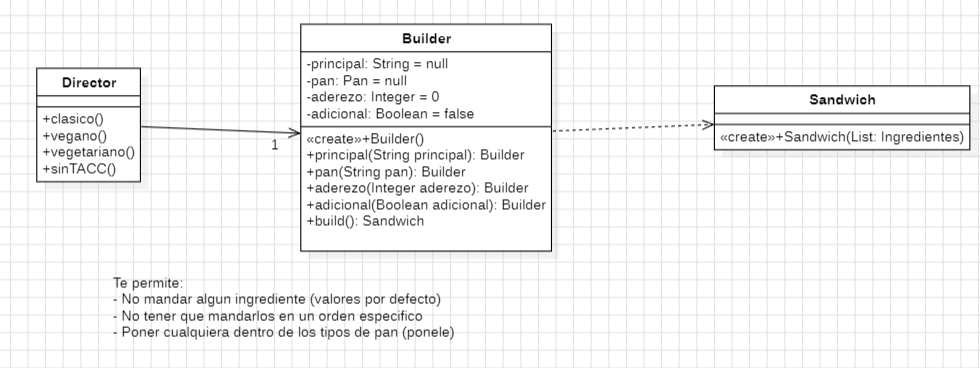 Director
+clasico()
+vegano()
+vegetariano()
+sinTACC()
1
Builder
-principal: String = null
-pan: Pan = null
-aderezo: Integer = 0
-adicional: Boolean = false
«create»+Builder()
+principal(String principal): Builder
+pan(String pan): Builder
+aderezo(Integer aderezo): Builder
+adicional(Boolean adicional): Builder
+build(): Sandwich
Sandwich
«create»+Sandwich(List: Ingredientes)
Te permite:
- No mandar algun ingrediente (valores por defecto)
- No tener que mandarlos en un orden especifico
- Poner cualquiera dentro de los tipos de pan (ponele)